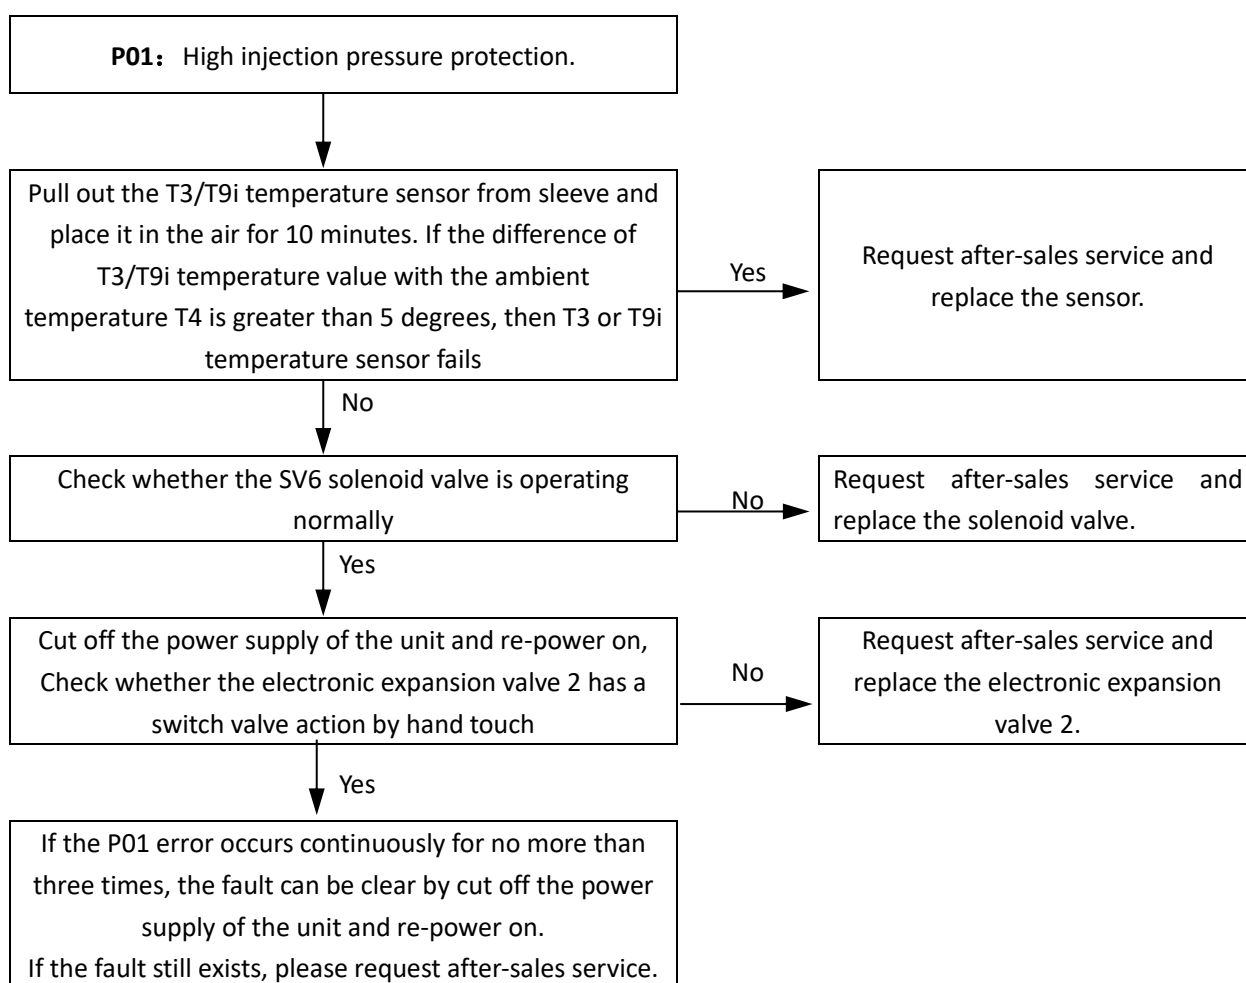 P01： High injection pressure protection.
Pull out the T3/T9i temperature sensor from sleeve and
place it in the air for 10 minutes. If the difference of
T3/T9i temperature value with the ambient
temperature T4 is greater than 5 degrees, then T3 or T9i
temperature sensor fails
Yes
Request after-sales service and
replace the sensor.
No
Check whether the SV6 solenoid valve is operating
normally
No
Request after-sales service and
replace the solenoid valve.
Yes
Cut off the power supply of the unit and re-power on,
Check whether the electronic expansion valve 2 has a
switch valve action by hand touch
No
Request after-sales service and
replace the electronic expansion
valve 2.
Yes
If the P01 error occurs continuously for no more than
three times, the fault can be clear by cut off the power
supply of the unit and re-power on.
If the fault still exists, please request after-sales service.